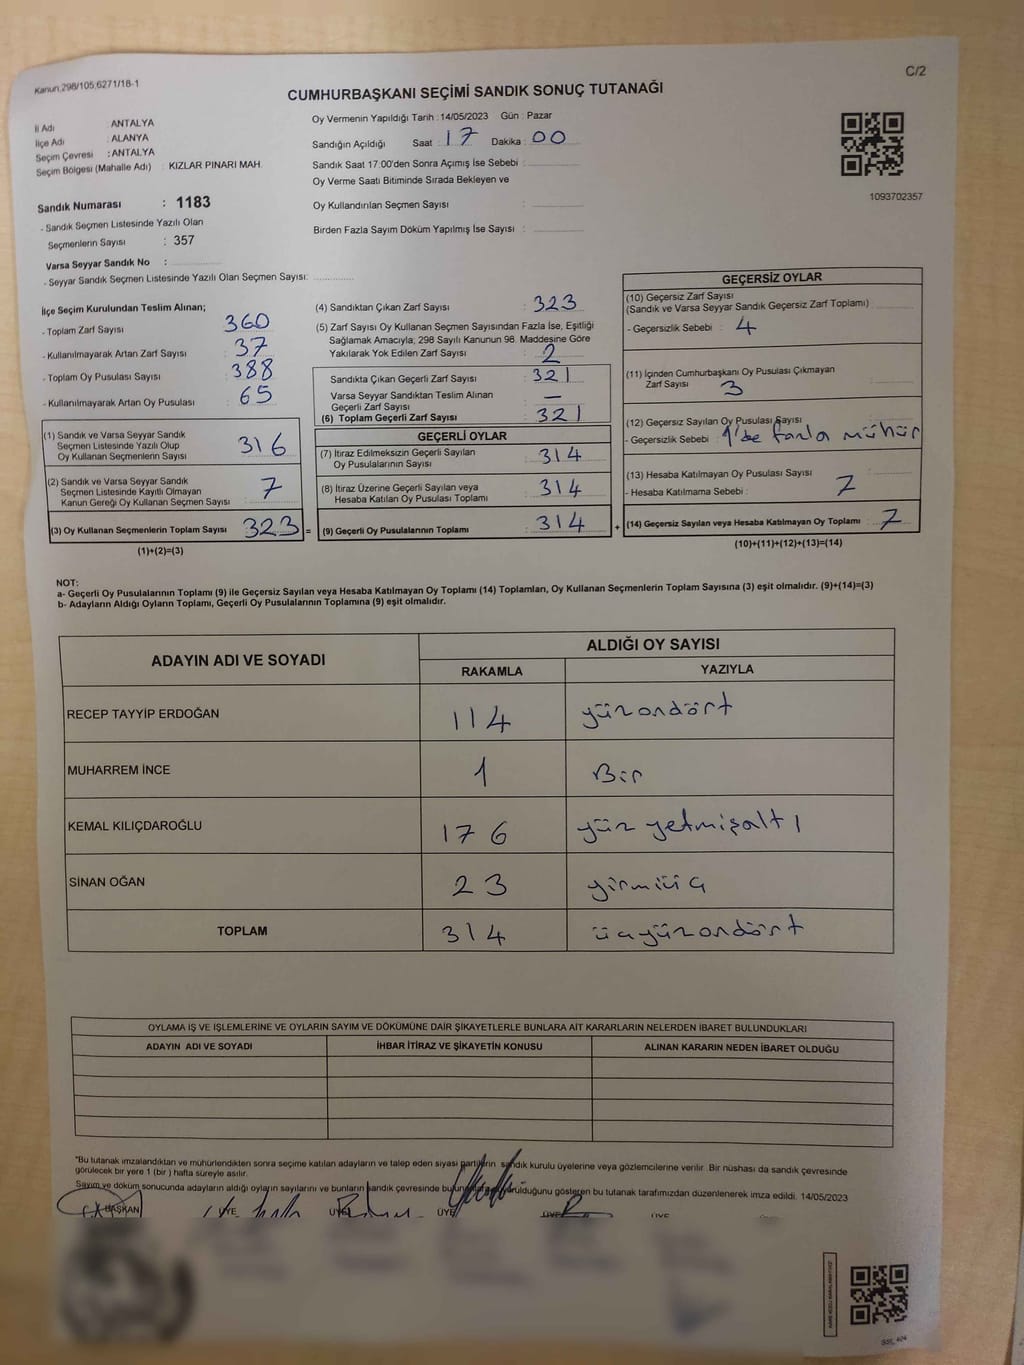 Kanun,298/105,6271/18-1
C/2
CUMHURBAŞKANI SEÇİMİ SANDIK SONUÇ TUTANAĞI
İl Adı : ANTALYA
İlçe Adı : ALANYA
Seçim Çevresi : ANTALYA
Seçim Bölgesi (Mahalle Adı) : KIZLAR PINARI MAH.
Sandık Numarası : 1183
- Sandık Seçmen Listesinde Yazılı Olan
Seçmenlerin Sayısı : 357
Varsa Seyyar Sandık No :
- Seyyar Sandık Seçmen Listesinde Yazılı Olan Seçmen Sayısı:
Oy Vermenin Yapıldığı Tarih : 14/05/2023 Gün : Pazar
Sandığın Açıldığı Saat : 17 Dakika : 00
Sandık Saat 17:00'den Sonra Açımış İse Sebebi :
Oy Verme Saati Bitiminde Sırada Bekleyen ve
Oy Kullandırılan Seçmen Sayısı :
Birden Fazla Sayım Döküm Yapılmış İse Sayısı :
1093702357
İlçe Seçim Kurulundan Teslim Alınan;
- Toplam Zarf Sayısı 360
- Kullanılmayarak Artan Zarf Sayısı 37
- Toplam Oy Pusulası Sayısı 388
- Kullanılmayarak Artan Oy Pusulası 65
(1) Sandık ve Varsa Seyyar Sandık
Seçmen Listesinde Yazılı Olup
Oy Kullanan Seçmenlerin Sayısı 316
(2) Sandık ve Varsa Seyyar Sandık
Seçmen Listesinde Kayıtlı Olmayan
Kanun Gereği Oy Kullanan Seçmen Sayısı : 7
(3) Oy Kullanan Seçmenlerin Toplam Sayısı 323 =
(1)+(2)=(3)
(4) Sandıktan Çıkan Zarf Sayısı : 323
(5) Zarf Sayısı Oy Kullanan Seçmen Sayısından Fazla İse, Eşitliği
Sağlamak Amacıyla; 298 Sayılı Kanunun 98. Maddesine Göre
Yakılarak Yok Edilen Zarf Sayısı : 2
Sandıkta Çıkan Geçerli Zarf Sayısı : 321
Varsa Seyyar Sandıktan Teslim Alınan
Geçerli Zarf Sayısı : —
(6) Toplam Geçerli Zarf Sayısı : 321
GEÇERLİ OYLAR
(7) İtiraz Edilmeksizin Geçerli Sayılan
Oy Pusulalarının Sayısı : 314
(8) İtiraz Üzerine Geçerli Sayılan veya
Hesaba Katılan Oy Pusulası Toplamı : 314
(9) Geçerli Oy Pusulalarının Toplamı : 314 +
GEÇERSİZ OYLAR
(10) Geçersiz Zarf Sayısı
(Sandık ve Varsa Seyyar Sandık Geçersiz Zarf Toplamı) :
- Geçersizlik Sebebi : 4
(11) İçinden Cumhurbaşkanı Oy Pusulası Çıkmayan
Zarf Sayısı 3 :
(12) Geçersiz Sayılan Oy Pusulası Sayısı :
- Geçersizlik Sebebi : 1'de fazla mühür
(13) Hesaba Katılmayan Oy Pusulası Sayısı :
- Hesaba Katılmama Sebebi : 7
(14) Geçersiz Sayılan veya Hesaba Katılmayan Oy Toplamı : 7
(10)+(11)+(12)+(13)=(14)
NOT:
a- Geçerli Oy Pusulalarının Toplamı (9) ile Geçersiz Sayılan veya Hesaba Katılmayan Oy Toplamı (14) Toplamları, Oy Kullanan Seçmenlerin Toplam Sayısına (3) eşit olmalıdır. (9)+(14)=(3)
b- Adayların Aldığı Oyların Toplamı, Geçerli Oy Pusulalarının Toplamına (9) eşit olmalıdır.
ADAYIN ADI VE SOYADI ALDIĞI OY SAYISI
RAKAMLA YAZIYLA
RECEP TAYYİP ERDOĞAN 114 yüzondört
MUHARREM İNCE 1 Bir
KEMAL KILIÇDAROĞLU 176 yüz yetmişaltı
SİNAN OĞAN 23 yirmiüç
TOPLAM 314 üçyüzondört
OYLAMA İŞ VE İŞLEMLERİNE VE OYLARIN SAYIM VE DÖKÜMÜNE DAİR ŞİKAYETLERLE BUNLARA AİT KARARLARIN NELERDEN İBARET BULUNDUKLARI
ADAYIN ADI VE SOYADI İHBAR İTİRAZ VE ŞİKAYETİN KONUSU ALINAN KARARIN NEDEN İBARET OLDUĞU
"Bu tutanak imzalandıktan ve mühürlendikten sonra seçime katılan adayların ve talep eden siyasi partilerin sandık kurulu üyelerine veya gözlemcilerine verilir. Bir nüshası da sandık çevresinde
görülecek bir yere 1 (bir ) hafta süreyle asılır.
Sayım ve döküm sonucunda adayların aldığı oyların sayılarını ve bunların sandık çevresinde gösteren bu tutanak tarafımızdan düzenlenerek imza edildi. 14/05/2023
BAŞKAN ÜYE ÜYE ÜYE ÜYE ÜYE